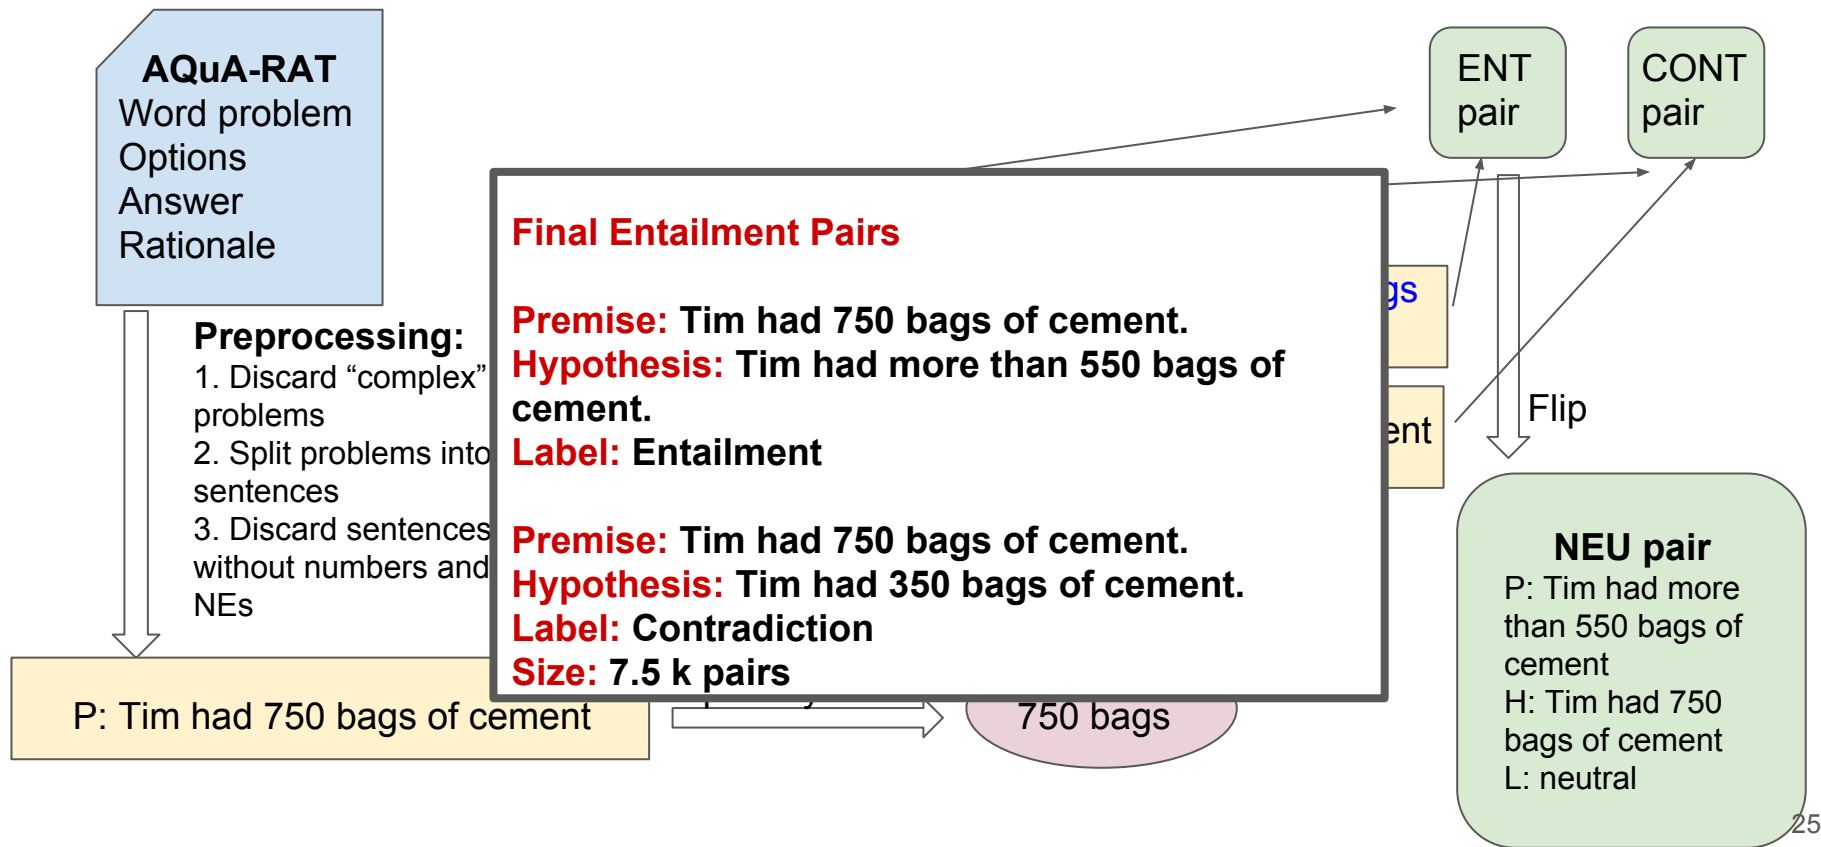 AQuA-RAT
Word problem
Options
Answer
Rationale
ENT
pair
CONT
pair
Preprocessing:
1. Discard “complex”
problems
2. Split problems into
sentences
3. Discard sentences
without numbers and
NEs
Final Entailment Pairs
Premise: Tim had 750 bags of cement.
Hypothesis: Tim had more than 550 bags of
cement.
Label: Entailment
Premise: Tim had 750 bags of cement.
Hypothesis: Tim had 350 bags of cement.
Label: Contradiction
Size: 7.5 k pairs
Flip
P: Tim had 750 bags of cement
750 bags
NEU pair
P: Tim had more
than 550 bags of
cement
H: Tim had 750
bags of cement
L: neutral
25